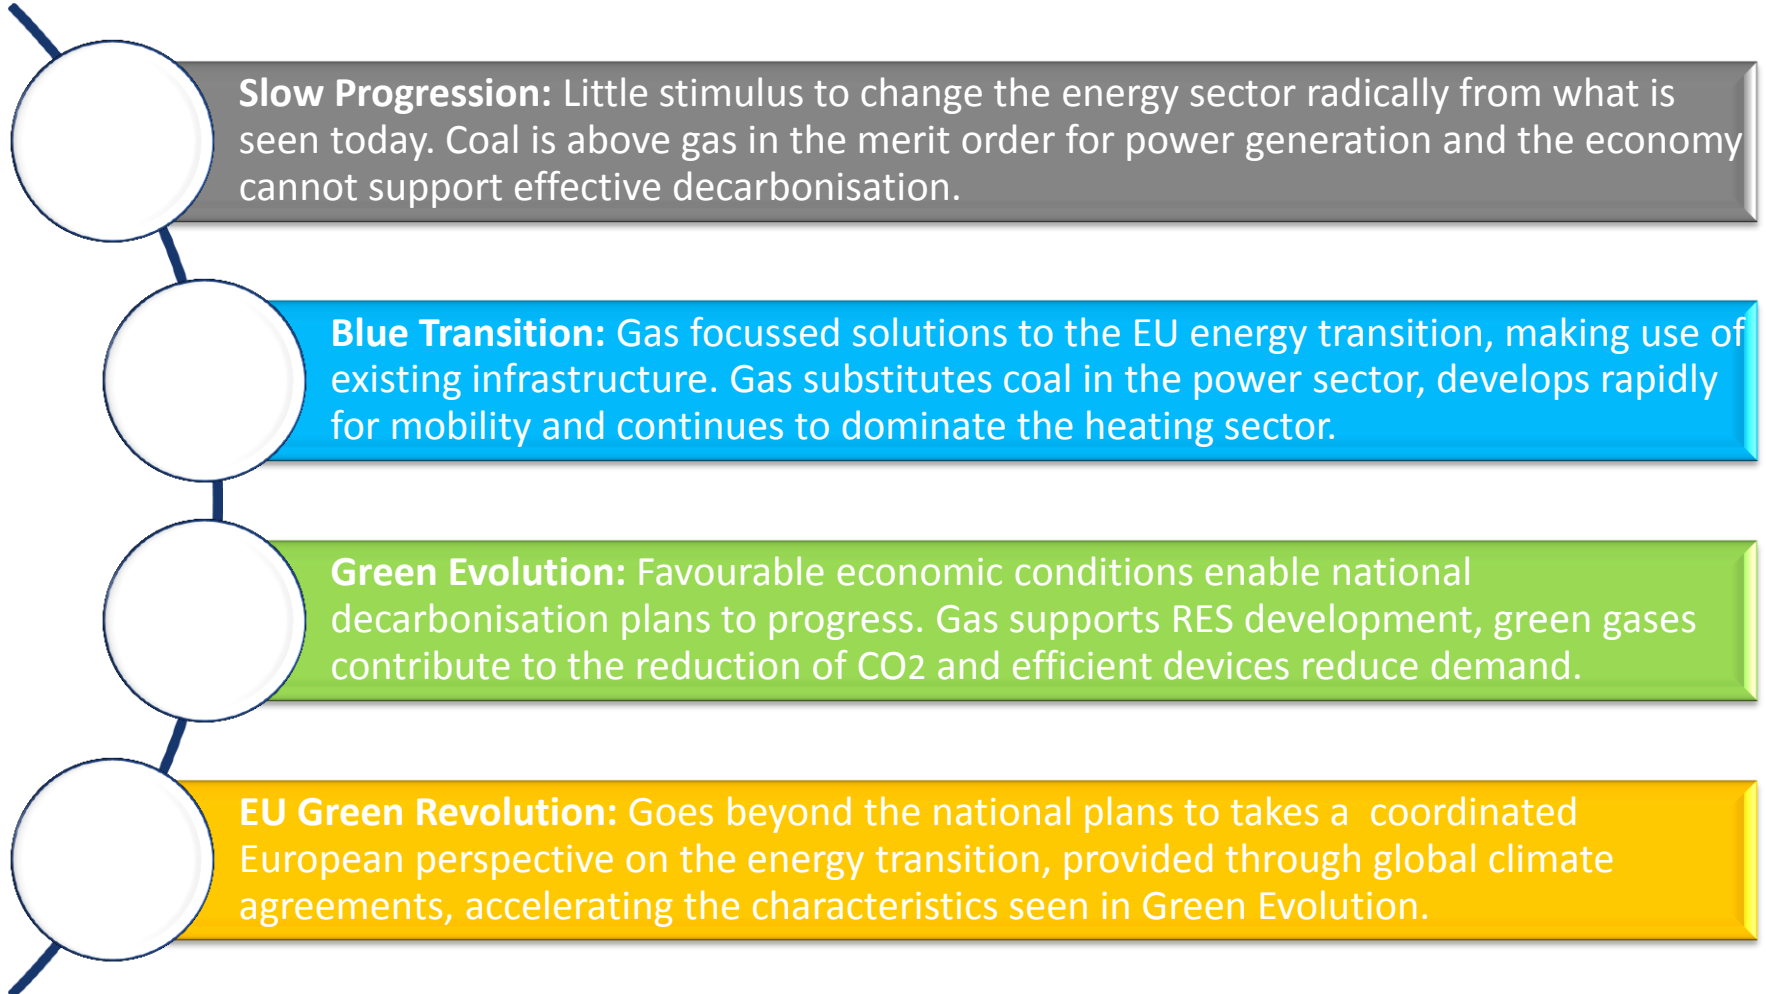 Slow Progression: Little stimulus to change the energy sector radically from what is
seen today. Coal is above gas in the merit order for power generation and the economy
cannot support effective decarbonisation.
Blue Transition: Gas focussed solutions to the EU energy transition, making use of
existing infrastructure. Gas substitutes coal in the power sector, develops rapidly
for mobility and continues to dominate the heating sector.
Green Evolution: Favourable economic conditions enable national
decarbonisation plans to progress. Gas supports RES development, green gases
contribute to the reduction of CO2 and efficient devices reduce demand.
EU Green Revolution: Goes beyond the national plans to takes a  coordinated
European perspective on the energy transition, provided through global climate
agreements, accelerating the characteristics seen in Green Evolution.